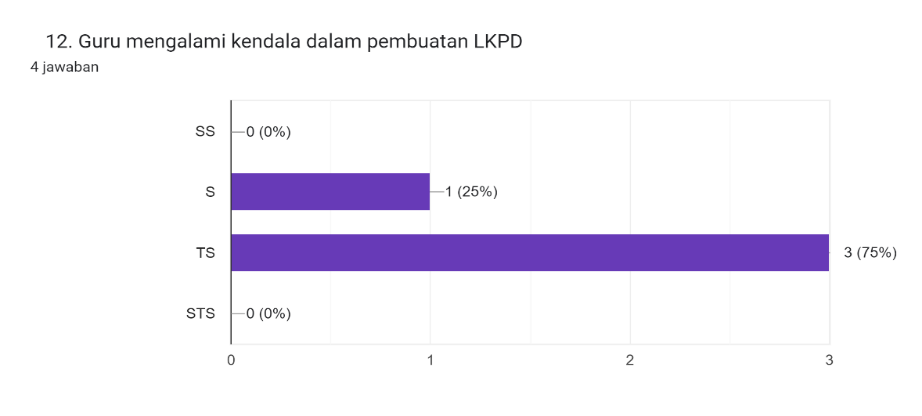 12. Guru mengalami kendala dalam pembuatan LKPD
4 jawaban
SS 0 (0%)
S 1 (25%)
TS 3 (75%)
STS 0 (0%)
0 1 2 3